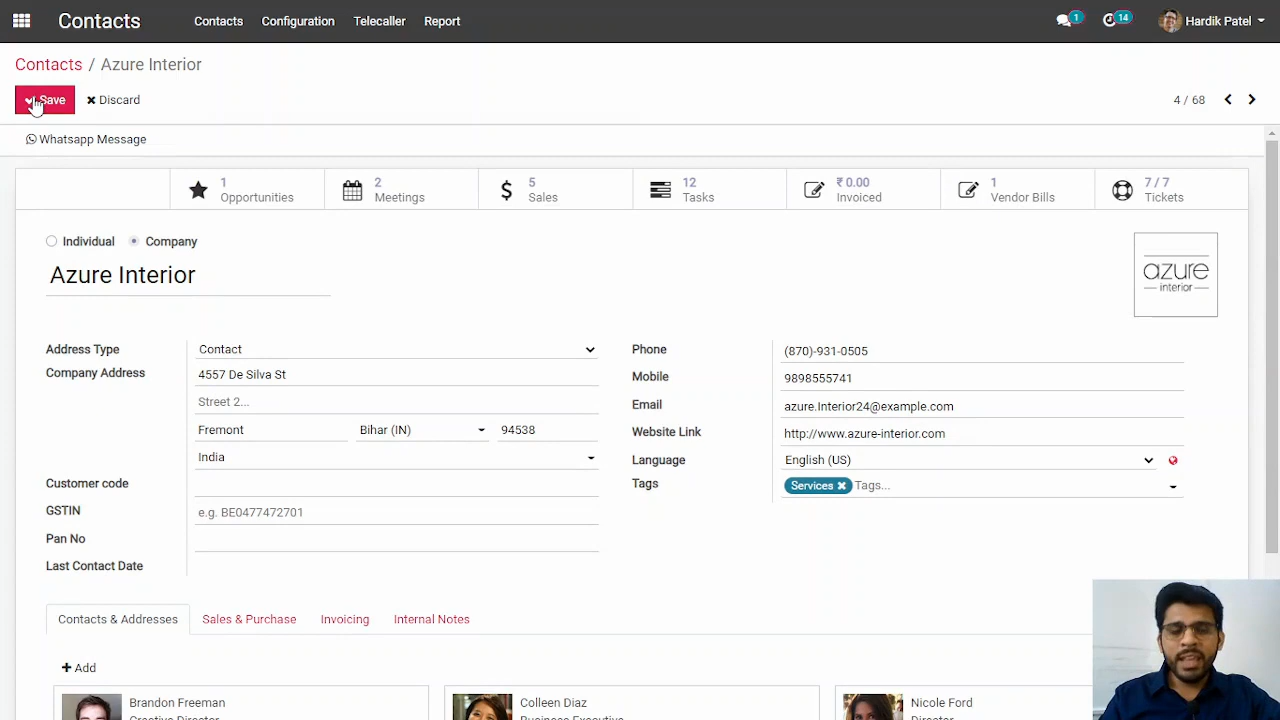 Contacts Contacts Configuration Telecaller Report 1 14 Hardik Patel
Contacts / Azure Interior
Save Discard 4 / 68
Whatsapp Message
1 Opportunities
2 Meetings
5 Sales
12 Tasks
₹ 0.00 Invoiced
1 Vendor Bills
7 / 7 Tickets
Individual Company
Azure Interior
azure
interior
Address Type Contact
Company Address 4557 De Silva St
Street 2...
Fremont Bihar (IN) 94538
India
Customer code
GSTIN e.g. BE0477472701
Pan No
Last Contact Date
Phone (870)-931-0505
Mobile 9898555741
Email azure.Interior24@example.com
Website Link http://www.azure-interior.com
Language English (US)
Tags Services Tags...
Contacts & Addresses Sales & Purchase Invoicing Internal Notes
Add
Brandon Freeman
Creative Director
Colleen Diaz
Business Executive
Nicole Ford
Director